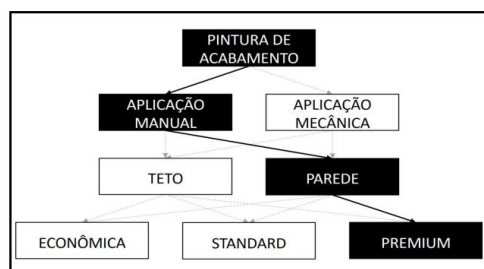 PINTURA DE
ACABAMENTO
APLICAÇÃO
MANUAL
APLICAÇÃO
MECÂNICA
TETO
PAREDE
ECONÔMICA
STANDARD
PREMIUM